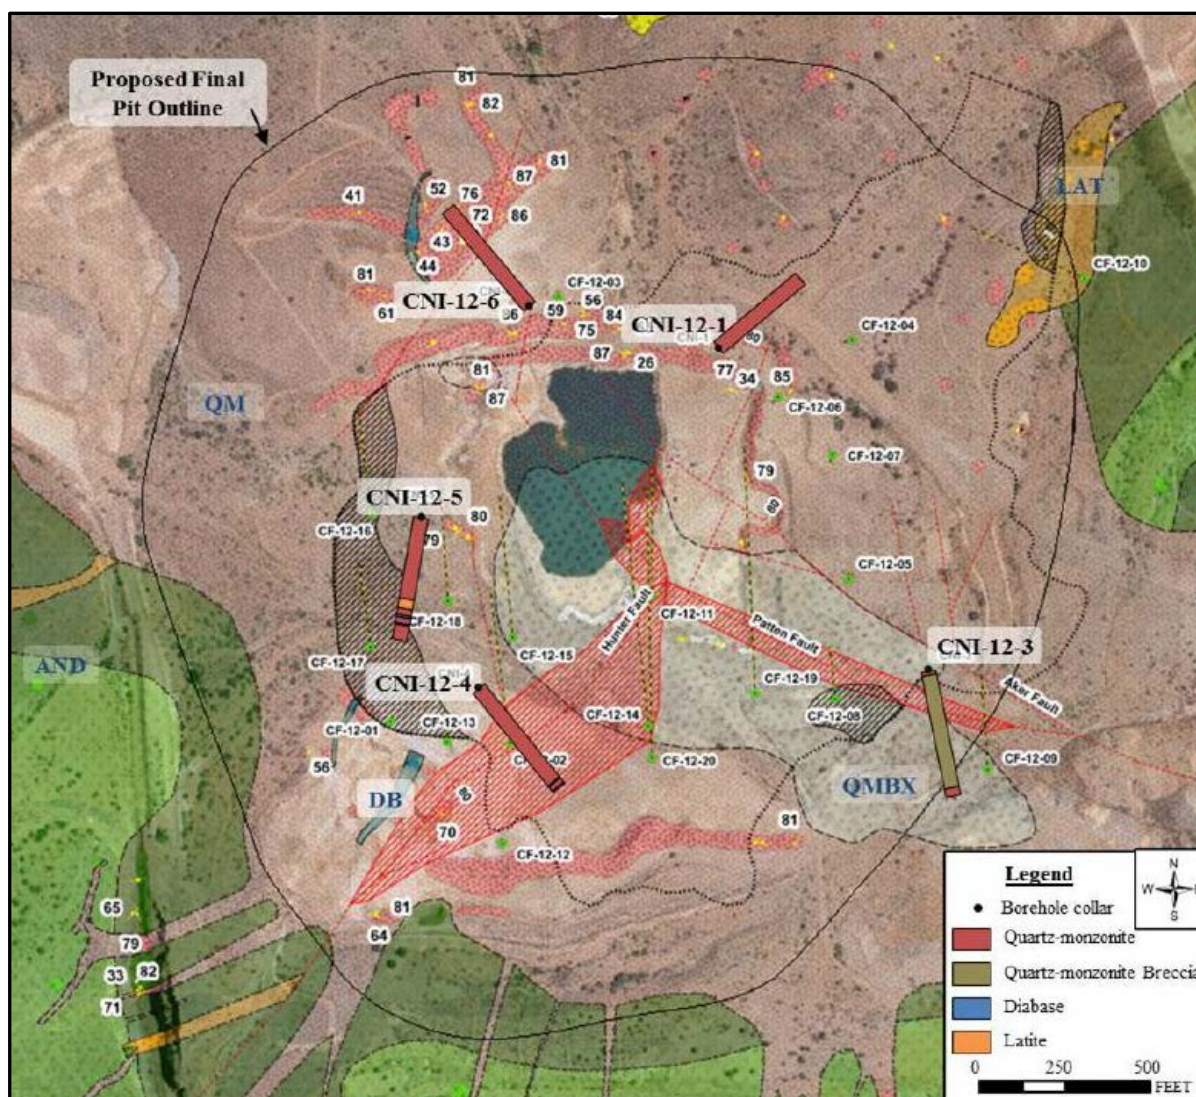 Proposed Final
Pit Outline
81
82
81
87
41
52
76
72
86
43
44
81
61
LAT
CF-12-10
CNI-12-6
CF-12-03
56
59
84
75
CNI-12-1
CF-12-04
87
26
77
34
85
81
87
CF-12-06
QM
CF-12-07
79
80
CNI-12-5
80
CF-12-16
79
CF-12-05
CF-12-18
CF-12-11
Hunter Fault
Patten Fault
CNI-12-3
AND
CF-12-17
CF-12-15
CNI-12-4
CF-12-19
Aker Fault
CF-12-01
CF-12-13
CF-12-14
CF-12-08
CF-12-20
CF-12-09
56
DB
QMBX
80
70
81
CF-12-12
65
81
64
79
33
82
71
Legend
N
W
S
Borehole collar
Quartz-monzonite
Quartz-monzonite Breccia
Diabase
Latite
0 250 500
FEET